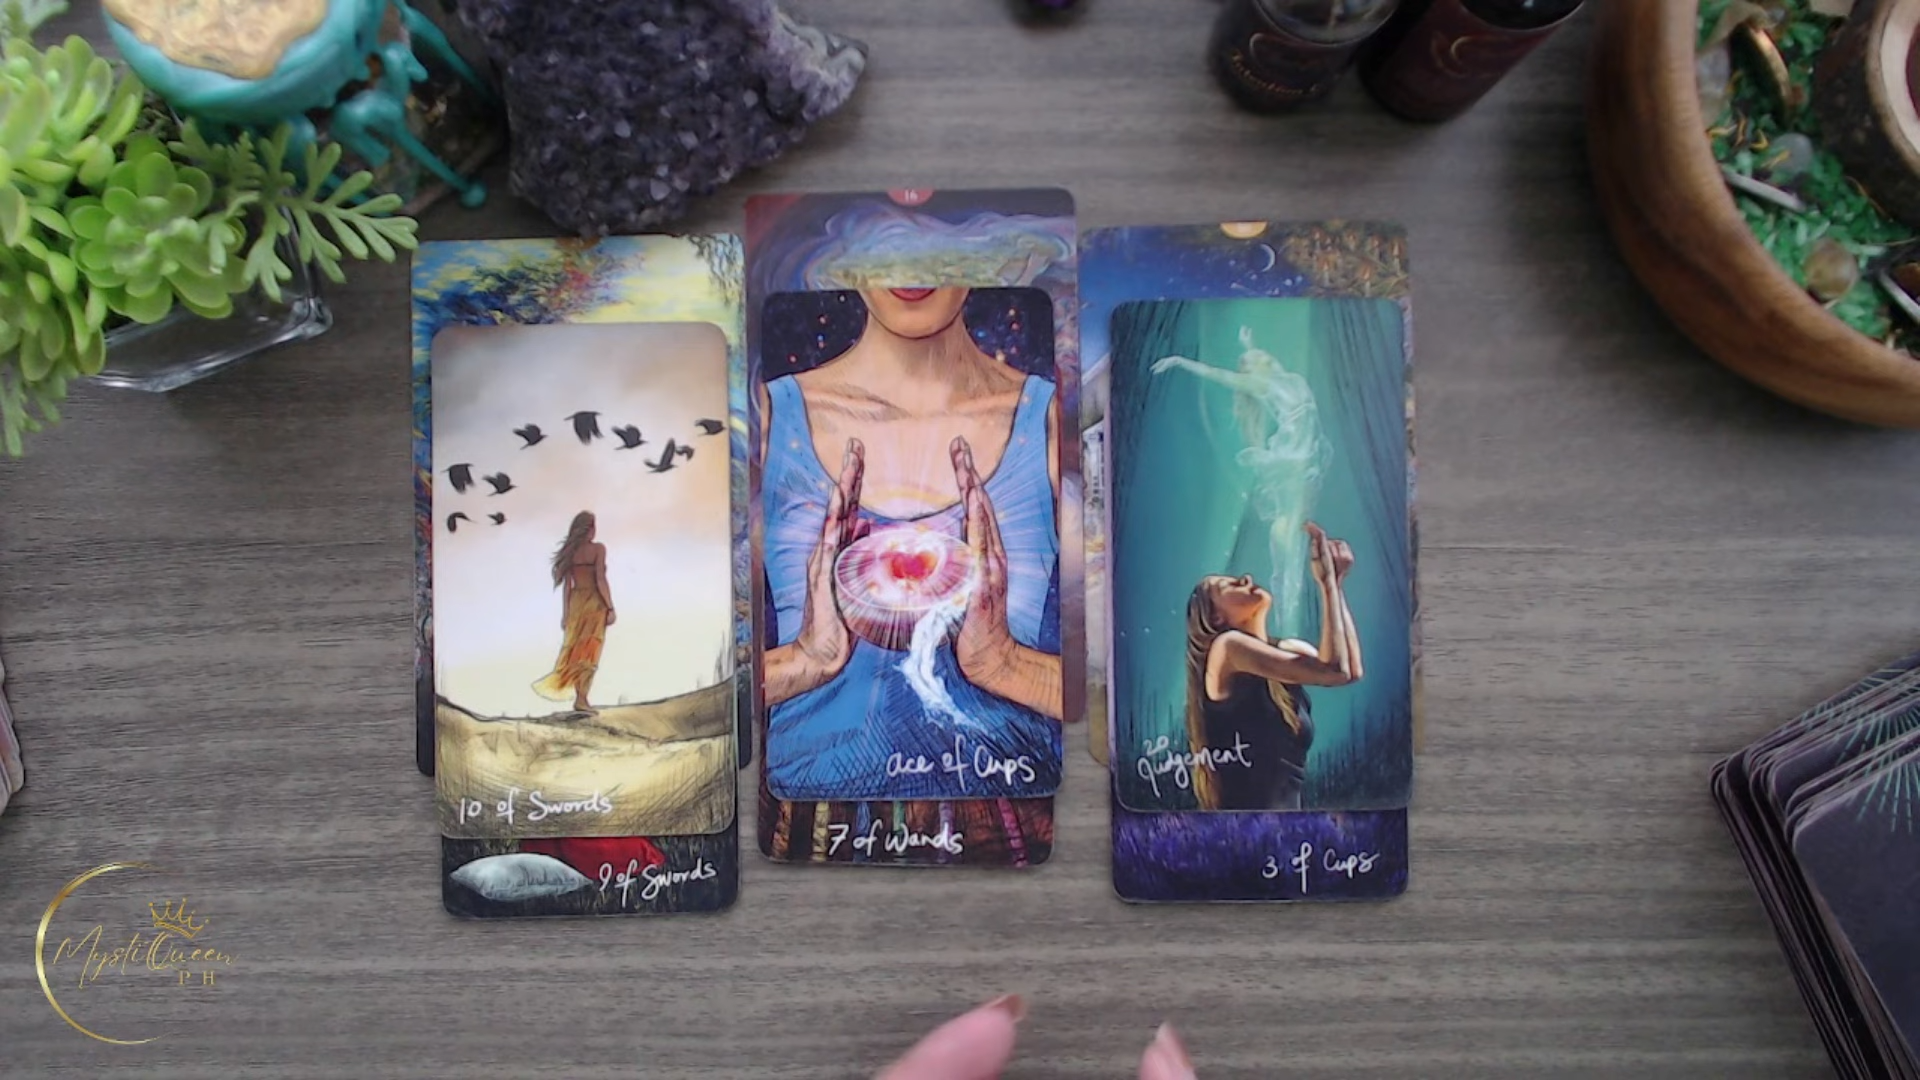 16
10 of Swords
9 of Swords
ace of Cups
7 of Wands
20
Judgement
3 of Cups
MystiQueen
PH